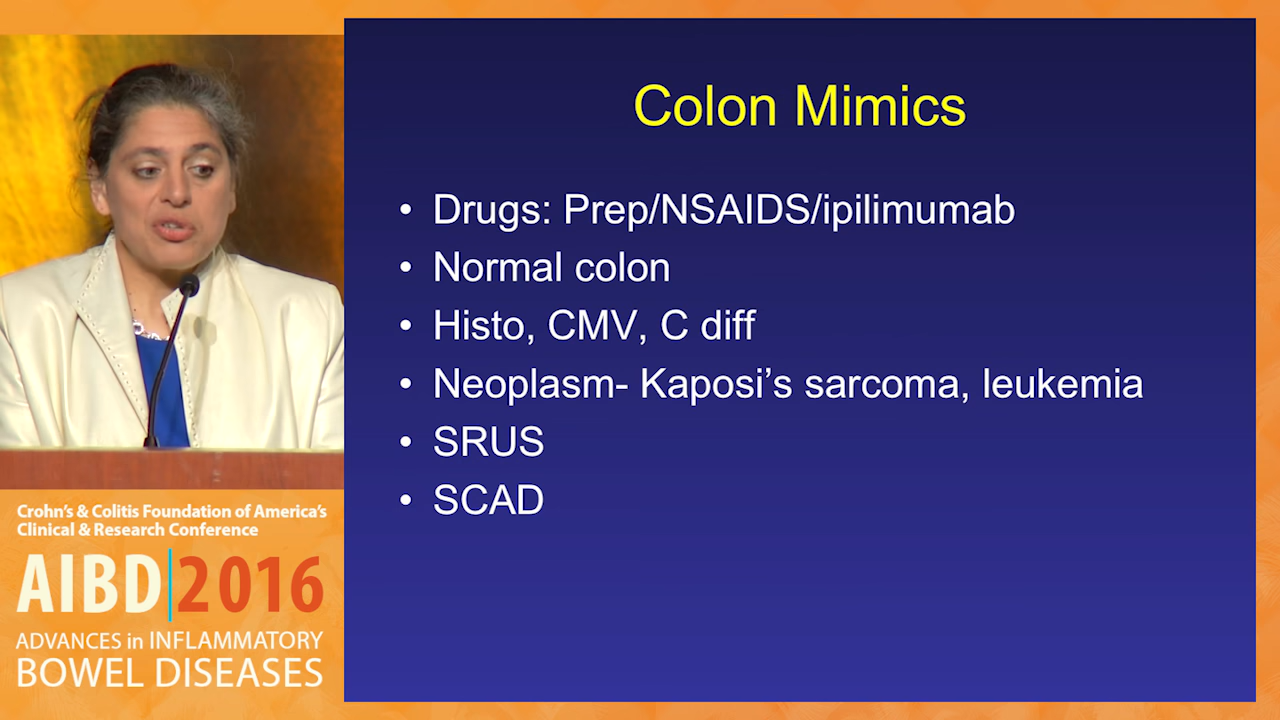 Colon Mimics
• Drugs: Prep/NSAIDS/ipilimumab
• Normal colon
• Histo, CMV, C diff
• Neoplasm- Kaposi’s sarcoma, leukemia
• SRUS
• SCAD
Crohn’s & Colitis Foundation of America’s
Clinical & Research Conference
AIBD|2016
ADVANCES in INFLAMMATORY
BOWEL DISEASES